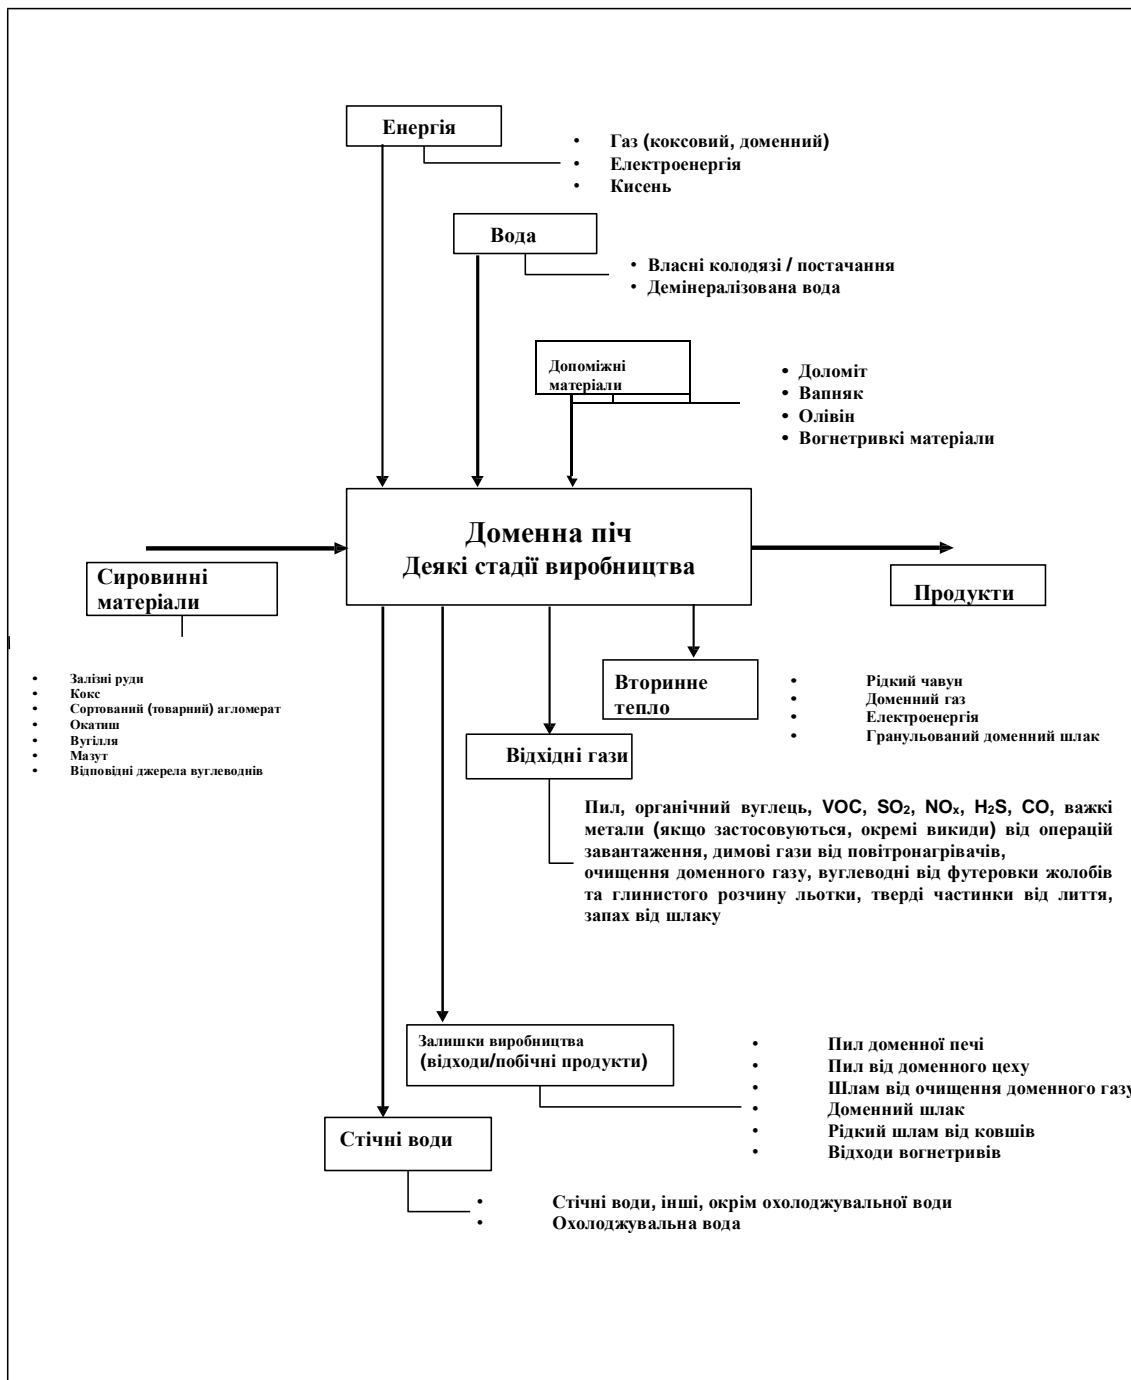 Енергія
• Газ (коксовий, доменний)
• Електроенергія
• Кисень
Вода
• Власні колодязі / постачання
• Демінералізована вода
Допоміжні
матеріали
• Доломіт
• Вапняк
• Олівін
• Вогнетривкі матеріали
Доменна піч
Деякі стадії виробництва
Сировинні
матеріали
Продукти
• Залізні руди
• Кокс
• Сортований (товарний) агломерат
• Окатиш
• Вугілля
• Мазут
• Відповідні джерела вуглеводнів
Вторинне
тепло
• Рідкий чавун
• Доменний газ
• Електроенергія
• Гранульований доменний шлак
Відхідні гази
Пил, органічний вуглець, VOC, SO₂, NOₓ, H₂S, CO, важкі
метали (якщо застосовуються, окремі викиди) від операцій
завантаження, димові гази від повітронагрівачів,
очищення доменного газу, вуглеводні від футеровки жолобів
та глинистого розчину льотки, тверді частинки від лиття,
запах від шлаку
Залишки виробництва
(відходи/побічні продукти)
• Пил доменної печі
• Пил від доменного цеху
• Шлам від очищення доменного газу
• Доменний шлак
• Рідкий шлам від ковшів
• Відходи вогнетривів
Стічні води
• Стічні води, інші, окрім охолоджувальної води
• Охолоджувальна вода